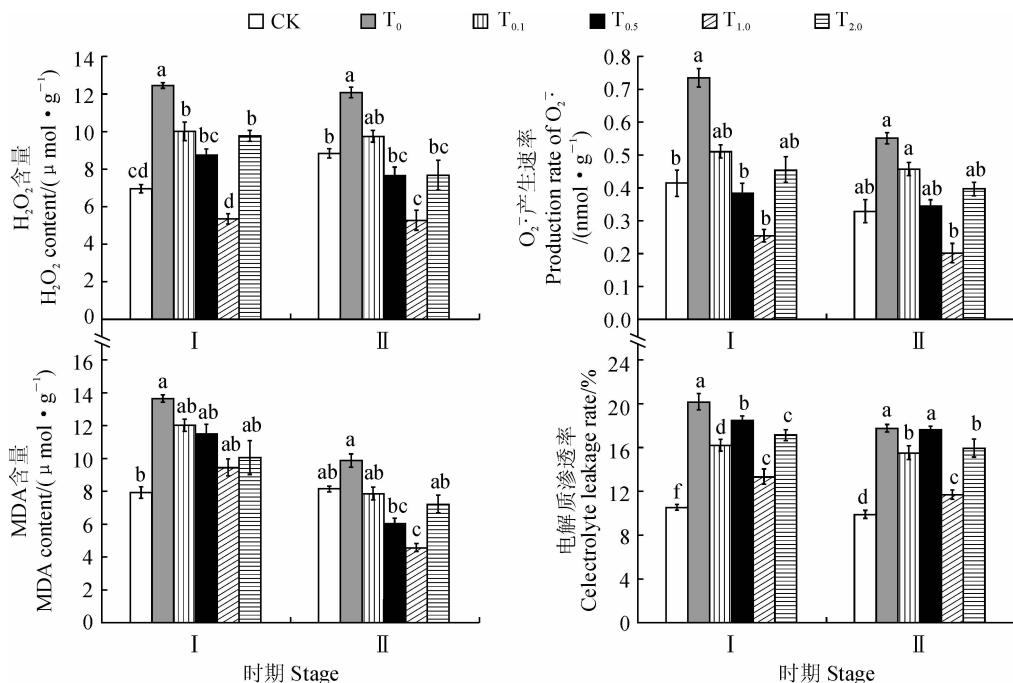 CK T₀ T₀.₁ T₀.₅ T₁.₀ T₂.₀
H₂O₂含量
H₂O₂ content/(μ mol·g⁻¹)
14
12
10
8
6
4
2
0
cd a b bc d b
b a ab bc c bc
Ⅰ Ⅱ
O₂⁻·产生速率
Production rate of O₂⁻·
/(nmol·g⁻¹)
0.8
0.7
0.6
0.5
0.4
0.3
0.2
0.1
0.0
b a ab b b ab
ab a a ab b ab
Ⅰ Ⅱ
MDA含量
MDA content/(μ mol·g⁻¹)
16
14
12
10
8
6
4
2
0
b a ab ab ab ab
ab a ab bc c ab
Ⅰ Ⅱ
时期 Stage
电解质渗透率
Celectrolyte leakage rate/%
24
20
16
12
8
4
0
f a d b c c
d a b a c b
Ⅰ Ⅱ
时期 Stage